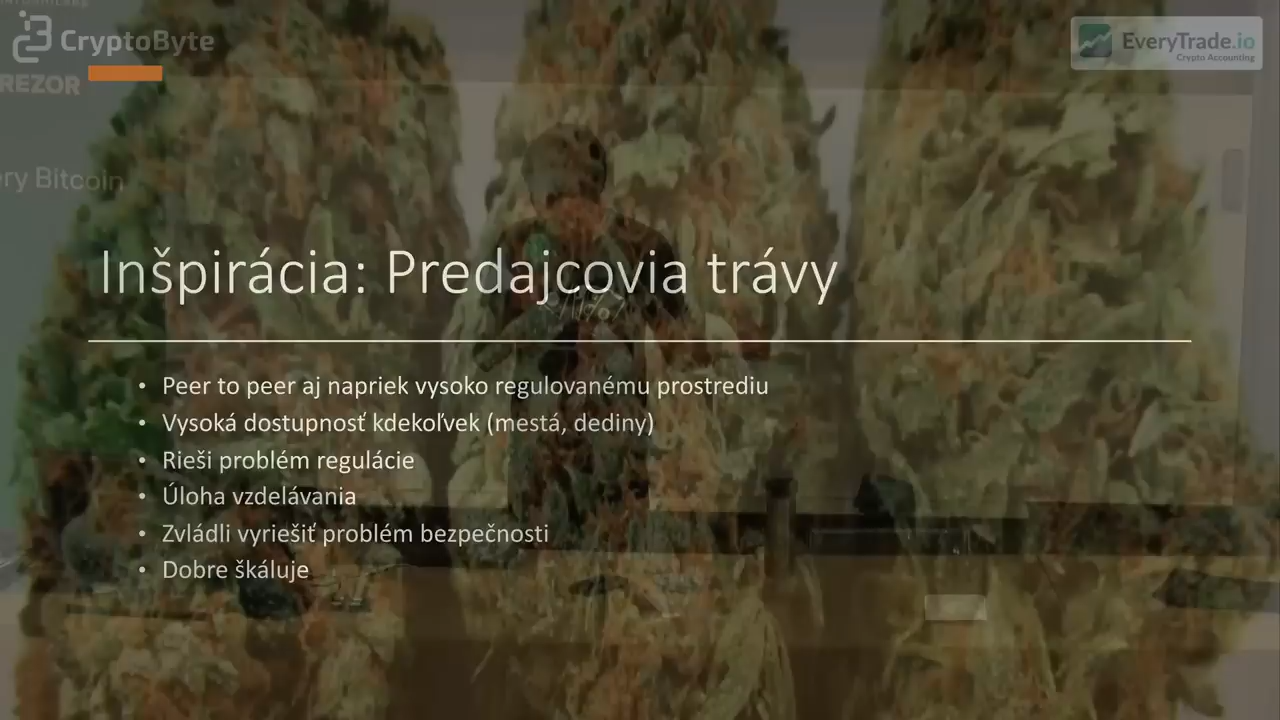 CryptoByte
EveryTrade.io
Crypto Accounting
REZOR
ry Bitcoin
Inšpirácia: Predajcovia trávy
Peer to peer aj napriek vysoko regulovanému prostrediu
Vysoká dostupnosť kdekoľvek (mestá, dediny)
Rieši problém regulácie
Úloha vzdelávania
Zvládli vyriešiť problém bezpečnosti
Dobre škáluje